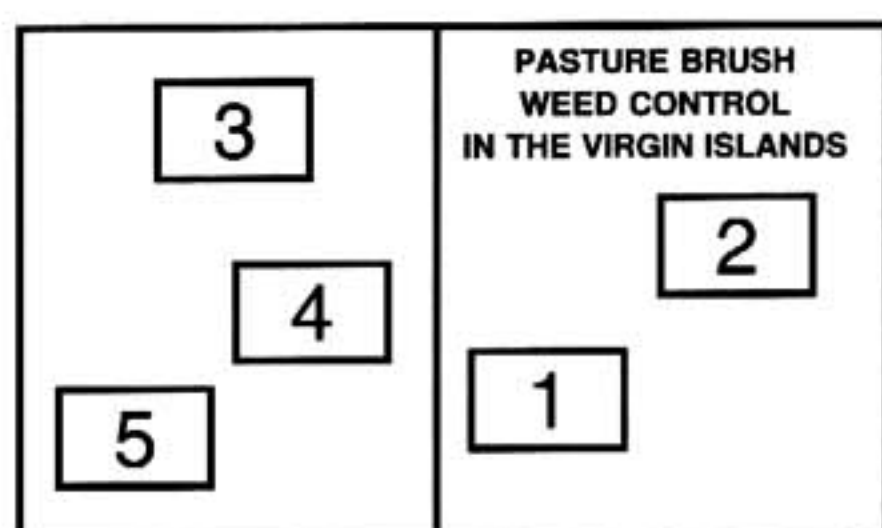 3
4
5
PASTURE BRUSH
WEED CONTROL
IN THE VIRGIN ISLANDS
2
1